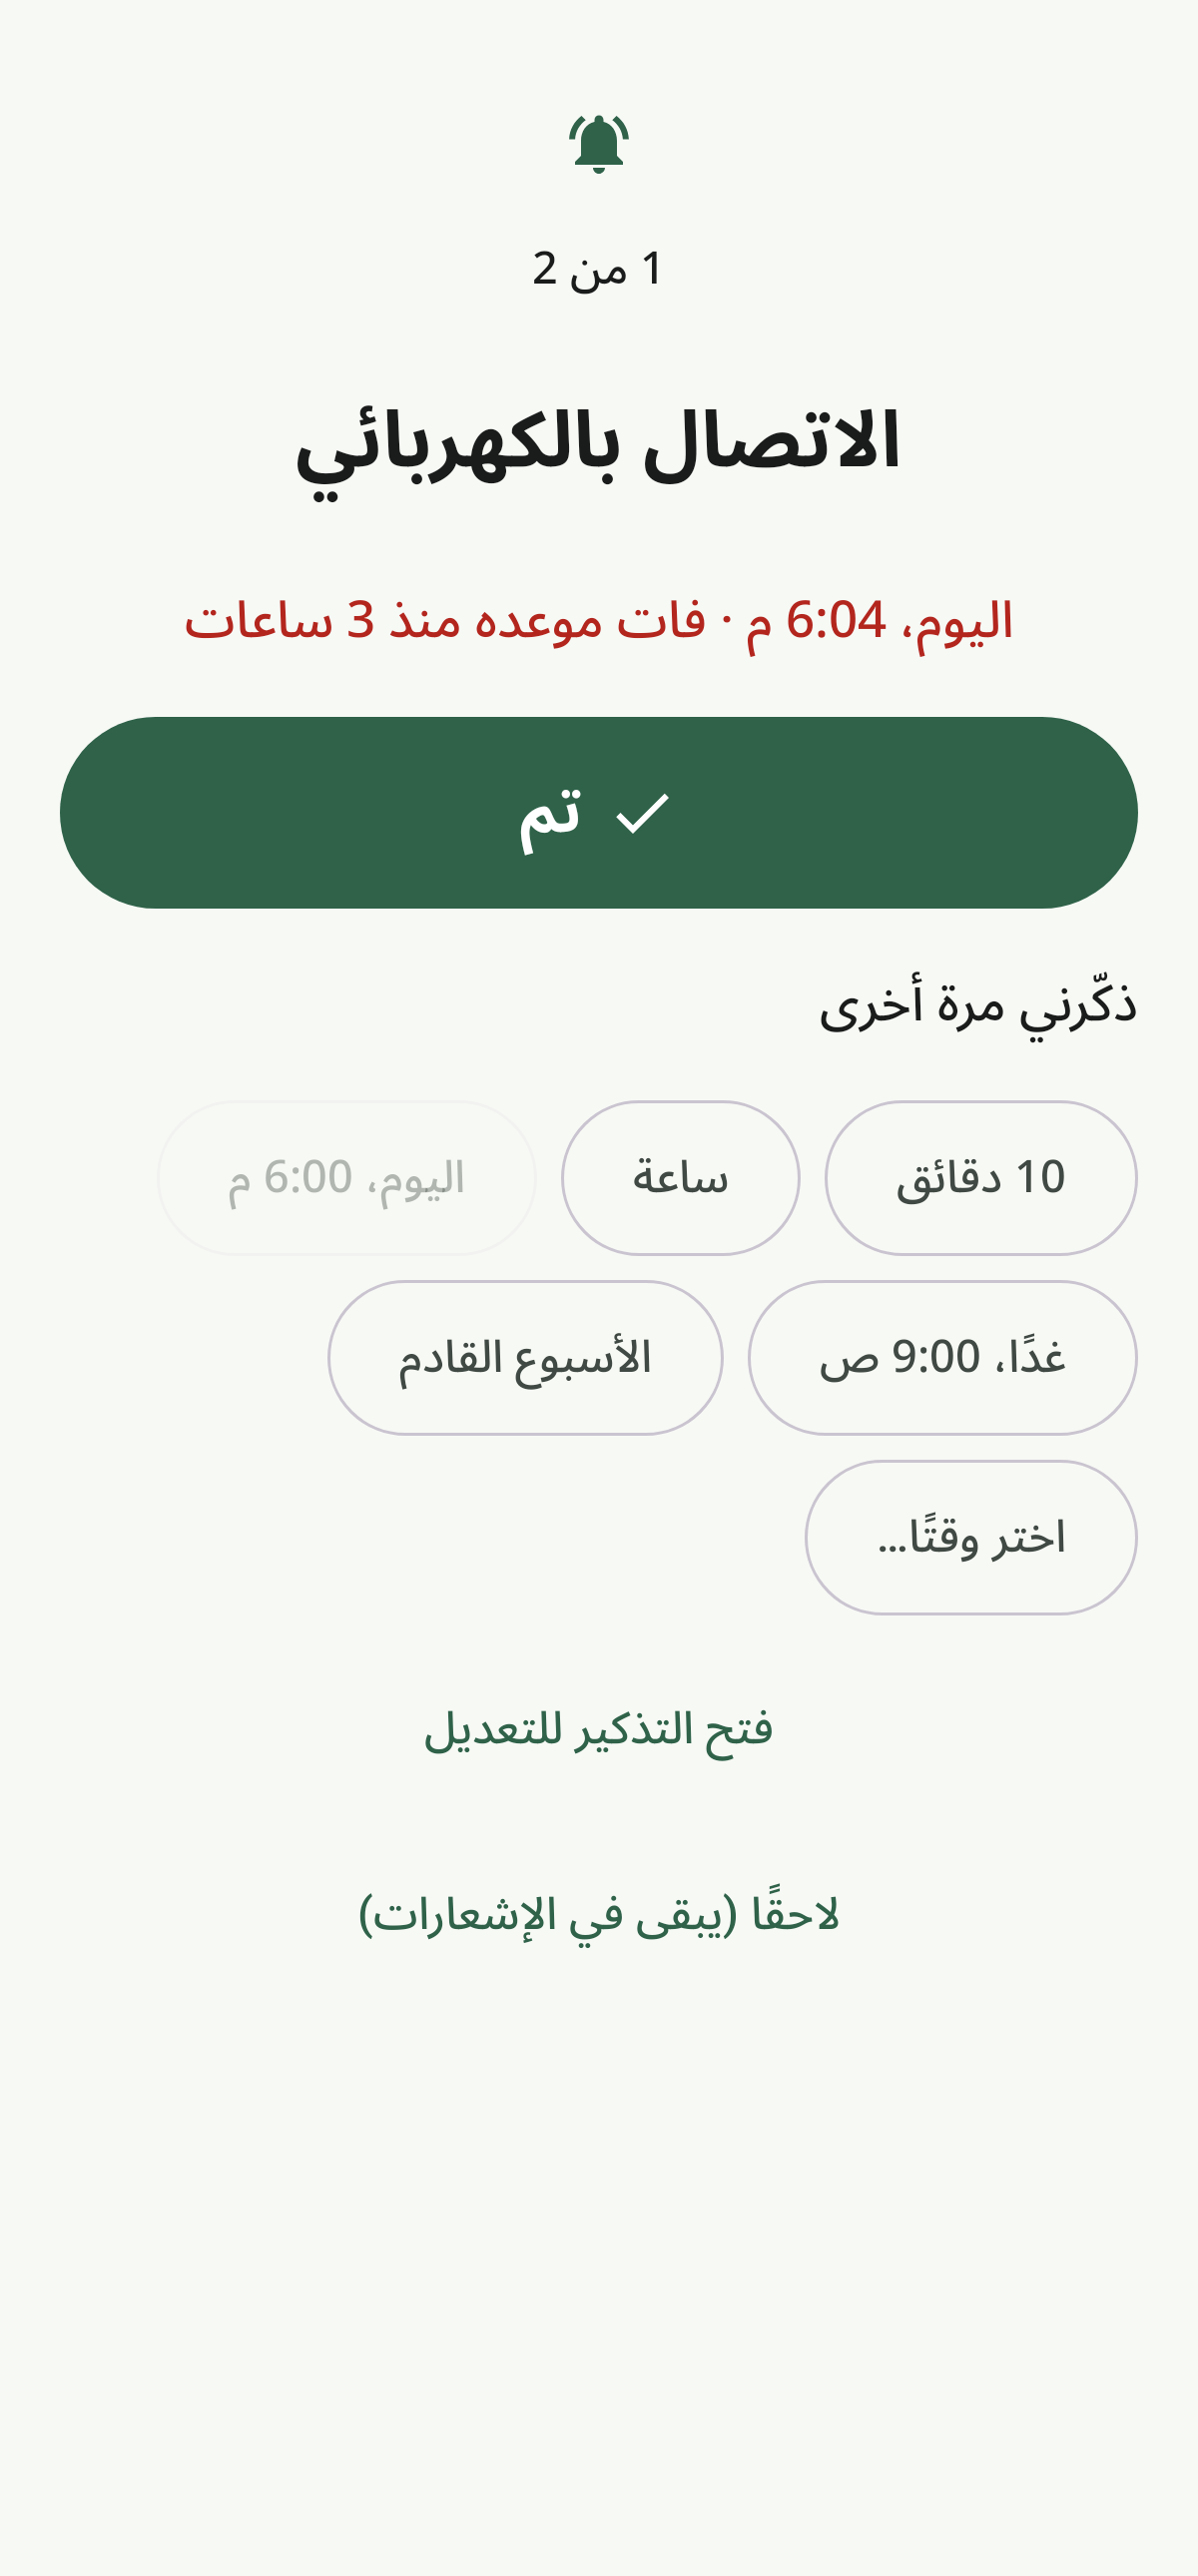 1 من 2
الاتصال بالكهربائي
اليوم، 6:04 م · فات موعده منذ 3 ساعات
تم
ذكّرني مرة أخرى
10 دقائق
ساعة
اليوم، 6:00 م
غدًا، 9:00 ص
الأسبوع القادم
اختر وقتًا...
فتح التذكير للتعديل
لاحقًا (يبقى في الإشعارات)